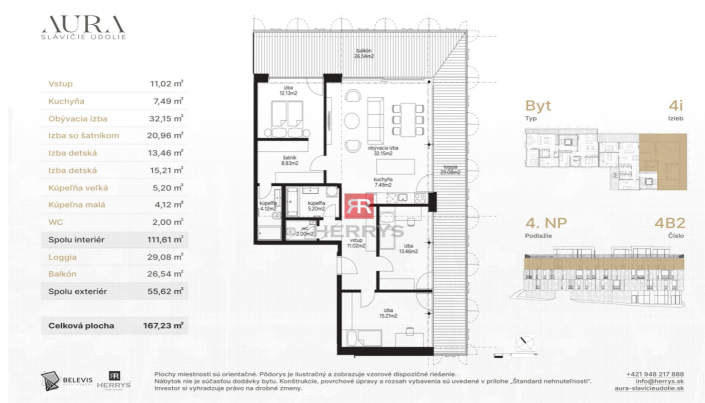 AURA
SLÁVIČIE ÚDOLIE
Vstup 11,02 m²
Kuchyňa 7,49 m²
Obývacia izba 32,15 m²
Izba so šatníkom 20,96 m²
Izba detská 13,46 m²
Izba detská 15,21 m²
Kúpeľňa veľká 5,20 m²
Kúpeľna malá 4,12 m²
WC 2,00 m²
Spolu interiér 111,61 m²
Loggia 29,08 m²
Balkón 26,54 m²
Spolu exteriér 55,62 m²
Celková plocha 167,23 m²
balkón
26.54m2
izba
12.13m2
obývacia izba
32.15m2
šatník
8.83m2
loggia
29.08m2
kuchyňa
7.49m2
kúpeľňa
4.12m2
kúpeľňa
5.20m2
WC
2.00m2
HERRYS
vstup
11.02m2
izba
13.46m2
izba
15.21m2
Byt 4i
Typ Izieb
4. NP 4B2
Podlažie Číslo
BELEVIS
HERRYS
Plochy miestností sú orientačné. Pôdorys je ilustračný a zobrazuje vzorové dispozičné riešenie.
Nábytok nie je súčasťou dodávky bytu. Konštrukcie, povrchové úpravy a rozsah vybavenia sú uvedené v prílohe „Štandard nehnuteľnosti".
Investor si vyhradzuje právo na drobné zmeny.
+421 948 217 888
info@herrys.sk
aura-slavicieudolie.sk